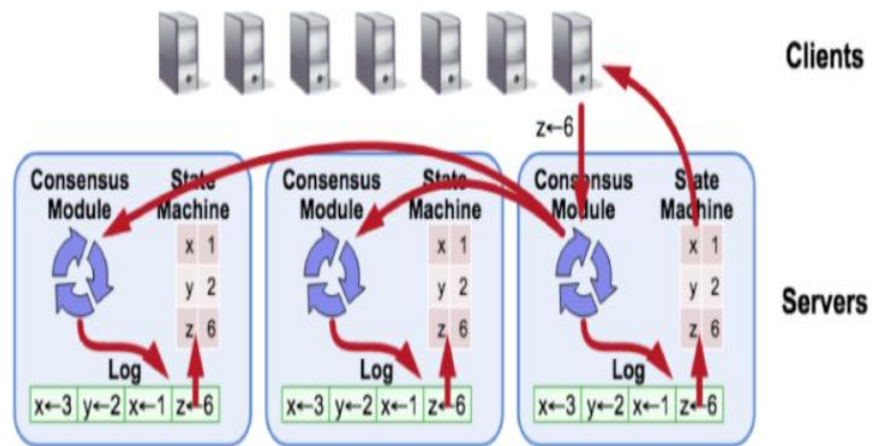 Clients
z←6
Consensus Module
State Machine
x 1
y 2
z 6
Log
x←3 y←2 x←1 z←6
Consensus Module
State Machine
x 1
y 2
z 6
Log
x←3 y←2 x←1 z←6
Consensus Module
State Machine
x 1
y 2
z 6
Log
x←3 y←2 x←1 z←6
Servers